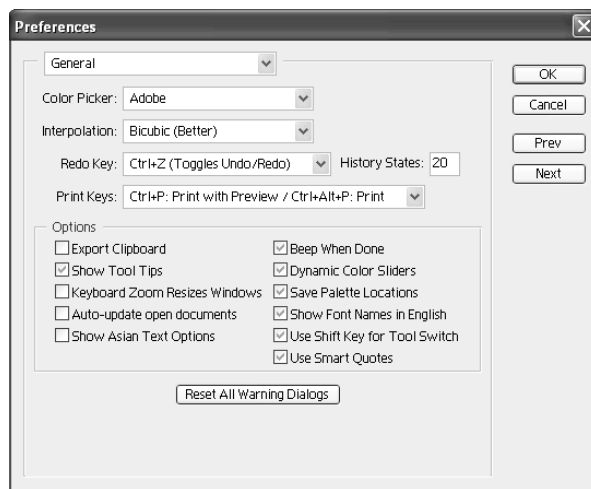 Preferences
General
OK
Color Picker: Adobe
Cancel
Interpolation: Bicubic (Better)
Prev
Redo Key: Ctrl+Z (Toggles Undo/Redo) History States: 20
Next
Print Keys: Ctrl+P: Print with Preview / Ctrl+Alt+P: Print
Options
Export Clipboard
Show Tool Tips
Keyboard Zoom Resizes Windows
Auto-update open documents
Show Asian Text Options
Beep When Done
Dynamic Color Sliders
Save Palette Locations
Show Font Names in English
Use Shift Key for Tool Switch
Use Smart Quotes
Reset All Warning Dialogs